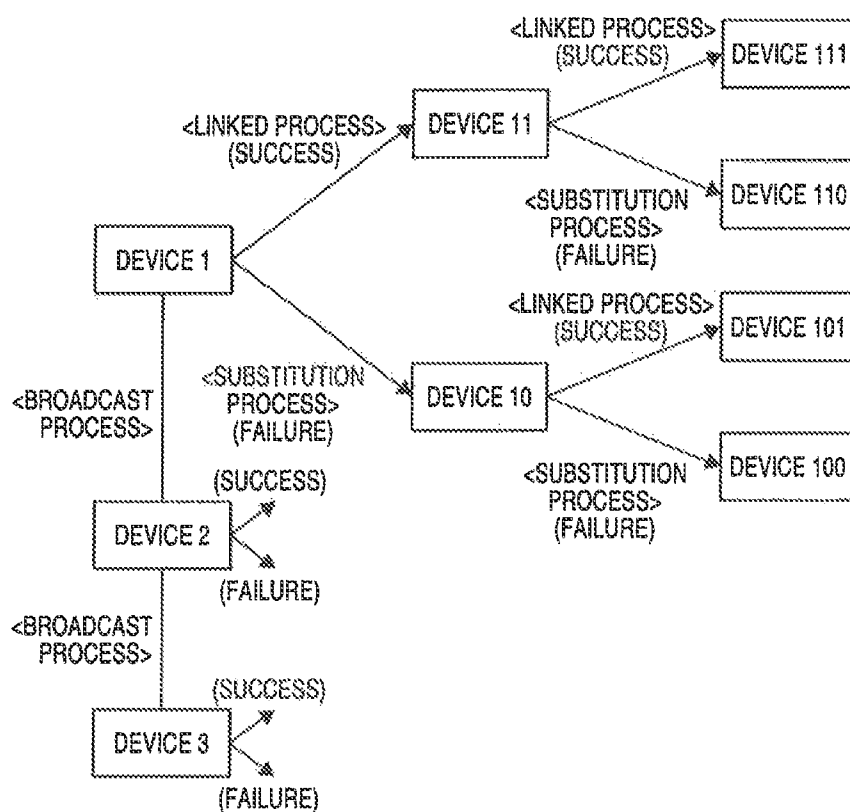 <LINKED PROCESS>
(SUCCESS)
DEVICE 111
<LINKED PROCESS>
(SUCCESS)
DEVICE 11
<SUBSTITUTION
PROCESS>
(FAILURE)
DEVICE 110
DEVICE 1
<LINKED PROCESS>
(SUCCESS)
DEVICE 101
<SUBSTITUTION
PROCESS>
(FAILURE)
DEVICE 10
<BROADCAST
PROCESS>
<SUBSTITUTION
PROCESS>
(FAILURE)
DEVICE 100
(SUCCESS)
DEVICE 2
(FAILURE)
<BROADCAST
PROCESS>
(SUCCESS)
DEVICE 3
(FAILURE)